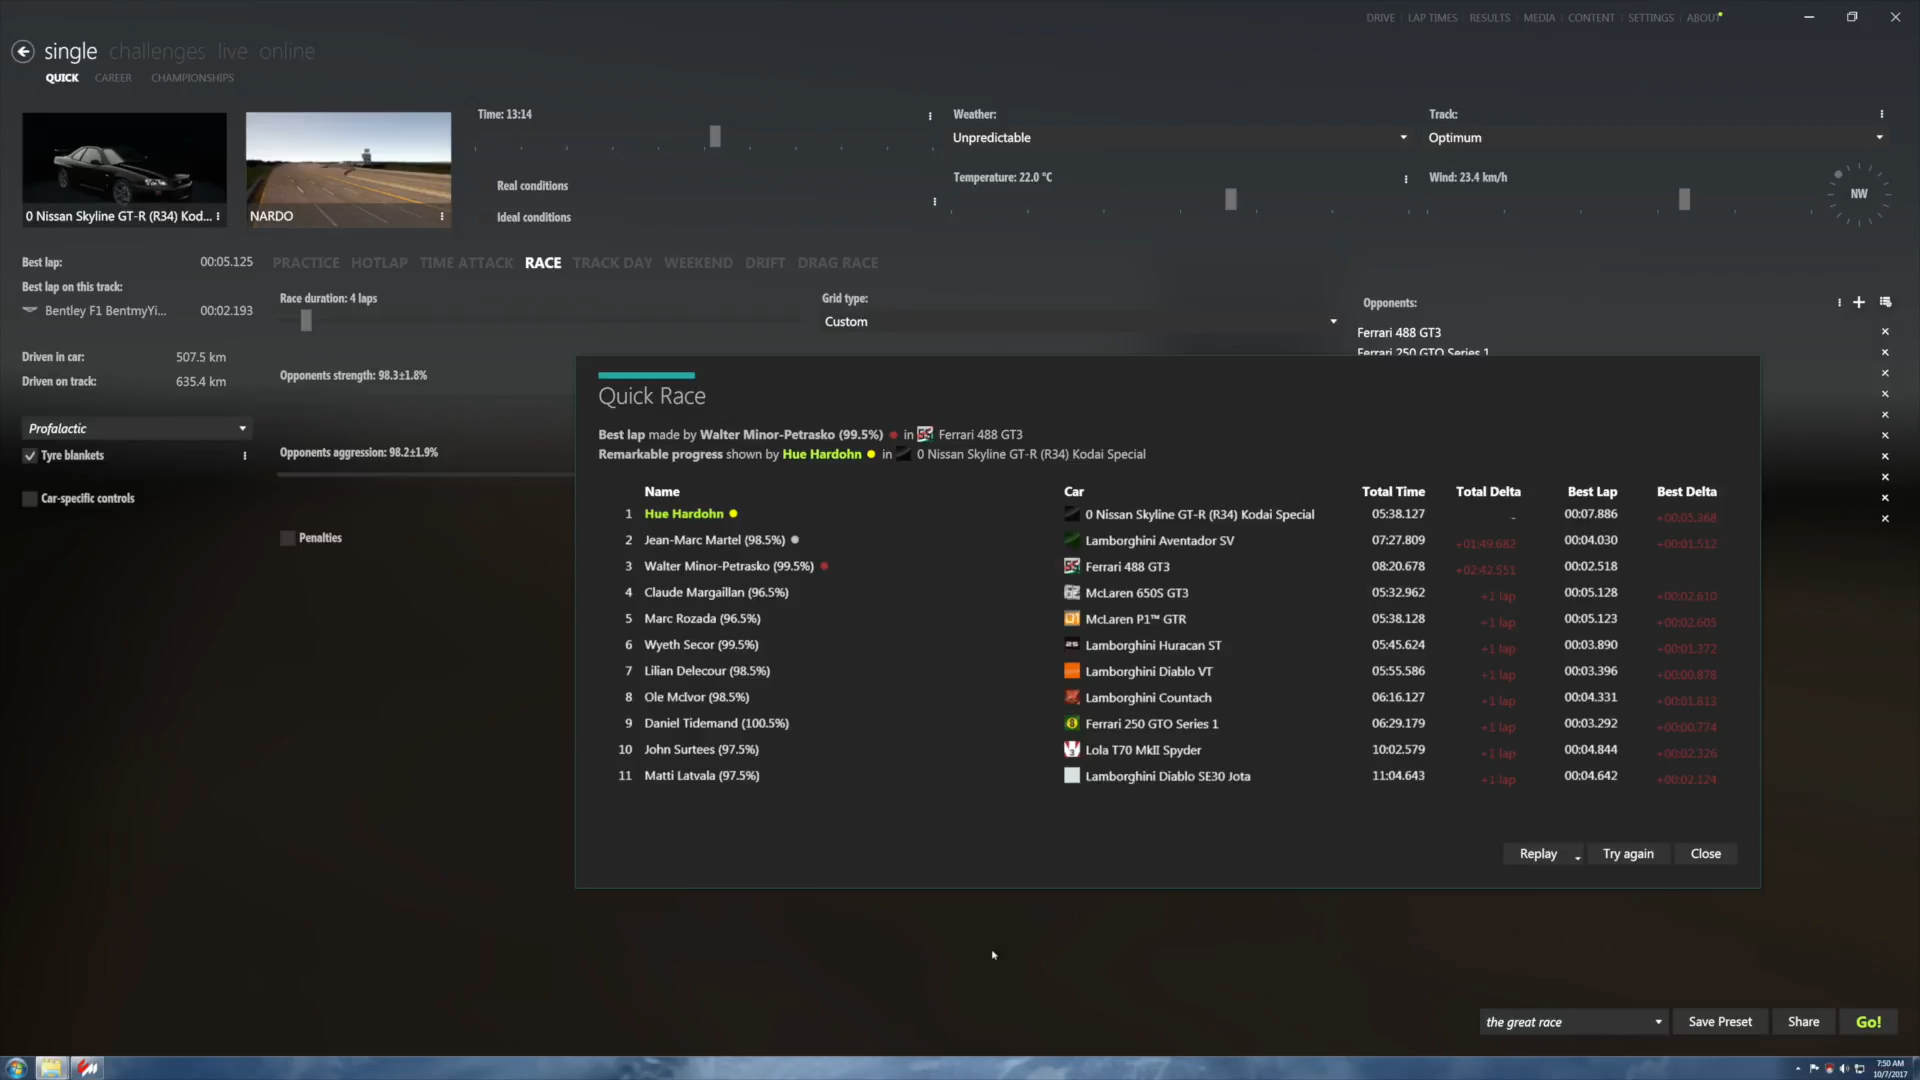 DRIVE LAP TIMES RESULTS MEDIA CONTENT SETTINGS ABOUT
single challenges live online
QUICK CAREER CHAMPIONSHIPS
0 Nissan Skyline GT-R (R34) Kod...
NARDO
Time: 13:14
Real conditions
Ideal conditions
Weather:
Unpredictable
Temperature: 22.0 °C
Track:
Optimum
Wind: 23.4 km/h
NW
Best lap: 00:05.125
Best lap on this track:
Bentley F1 BentmyYi... 00:02.193
Driven in car: 507.5 km
Driven on track: 635.4 km
Profalactic
Tyre blankets
Car-specific controls
PRACTICE HOTLAP TIME ATTACK RACE TRACK DAY WEEKEND DRIFT DRAG RACE
Race duration: 4 laps
Grid type:
Custom
Opponents strength: 98.3±1.8%
Opponents aggression: 98.2±1.9%
Penalties
Opponents:
Ferrari 488 GT3
Ferrari 250 GTO Series 1
Quick Race
Best lap made by Walter Minor-Petrasko (99.5%) in Ferrari 488 GT3
Remarkable progress shown by Hue Hardohn in 0 Nissan Skyline GT-R (R34) Kodai Special
Name Car Total Time Total Delta Best Lap Best Delta
1 Hue Hardohn 0 Nissan Skyline GT-R (R34) Kodai Special 05:38.127 - 00:07.886 +00:05.368
2 Jean-Marc Martel (98.5%) Lamborghini Aventador SV 07:27.809 +01:49.682 00:04.030 +00:01.512
3 Walter Minor-Petrasko (99.5%) Ferrari 488 GT3 08:20.678 +02:42.551 00:02.518
4 Claude Margaillan (96.5%) McLaren 650S GT3 05:32.962 +1 lap 00:05.128 +00:02.610
5 Marc Rozada (96.5%) McLaren P1™ GTR 05:38.128 +1 lap 00:05.123 +00:02.605
6 Wyeth Secor (99.5%) Lamborghini Huracan ST 05:45.624 +1 lap 00:03.890 +00:01.372
7 Lilian Delecour (98.5%) Lamborghini Diablo VT 05:55.586 +1 lap 00:03.396 +00:00.878
8 Ole McIvor (98.5%) Lamborghini Countach 06:16.127 +1 lap 00:04.331 +00:01.813
9 Daniel Tidemand (100.5%) Ferrari 250 GTO Series 1 06:29.179 +1 lap 00:03.292 +00:00.774
10 John Surtees (97.5%) Lola T70 MkII Spyder 10:02.579 +1 lap 00:04.844 +00:02.326
11 Matti Latvala (97.5%) Lamborghini Diablo SE30 Jota 11:04.643 +1 lap 00:04.642 +00:02.124
Replay Try again Close
the great race Save Preset Share Go!
7:50 AM
10/7/2017